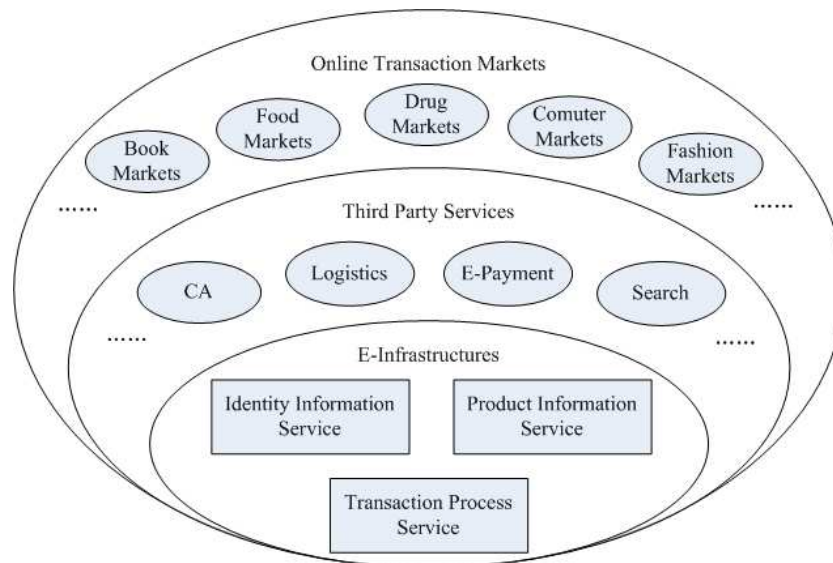 Online Transaction Markets
Drug
Markets
Food
Markets
Comuter
Markets
Book
Markets
Fashion
Markets
......
......
Third Party Services
Logistics
E-Payment
CA
Search
......
......
E-Infrastructures
Identity Information
Service
Product Information
Service
Transaction Process
Service